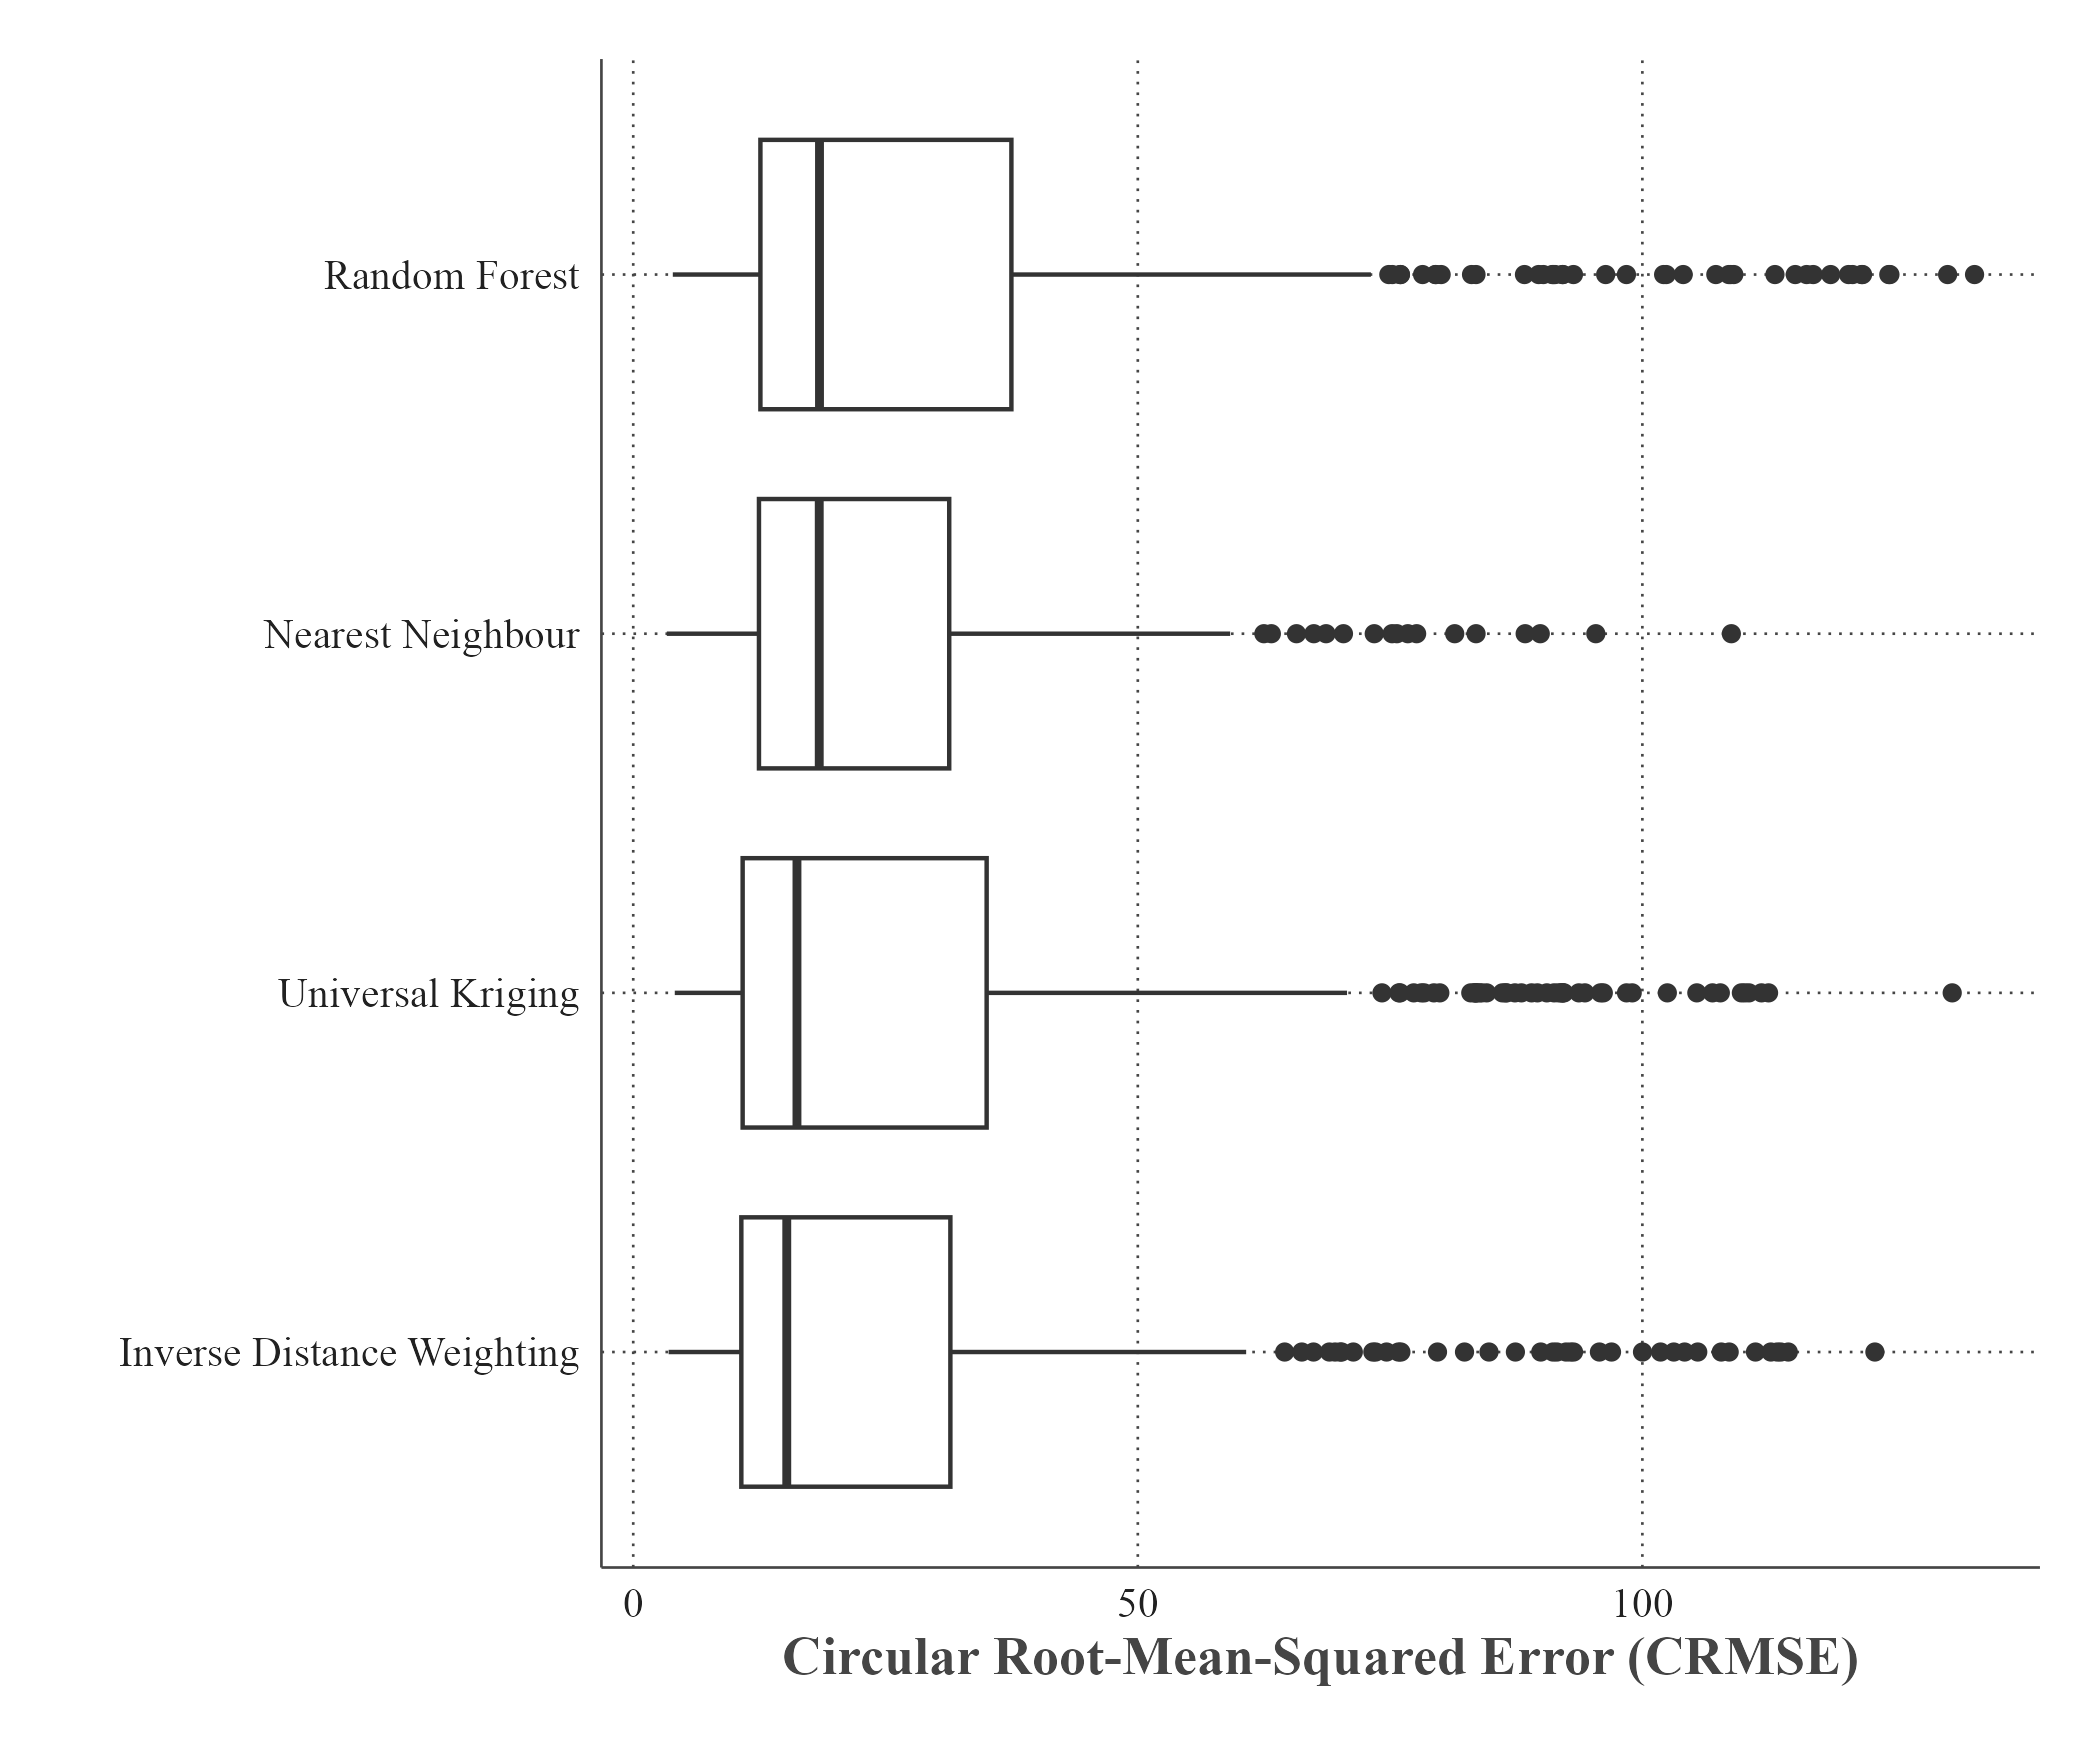 Random Forest
Nearest Neighbour
Universal Kriging
Inverse Distance Weighting
0 50 100
Circular Root-Mean-Squared Error (CRMSE)